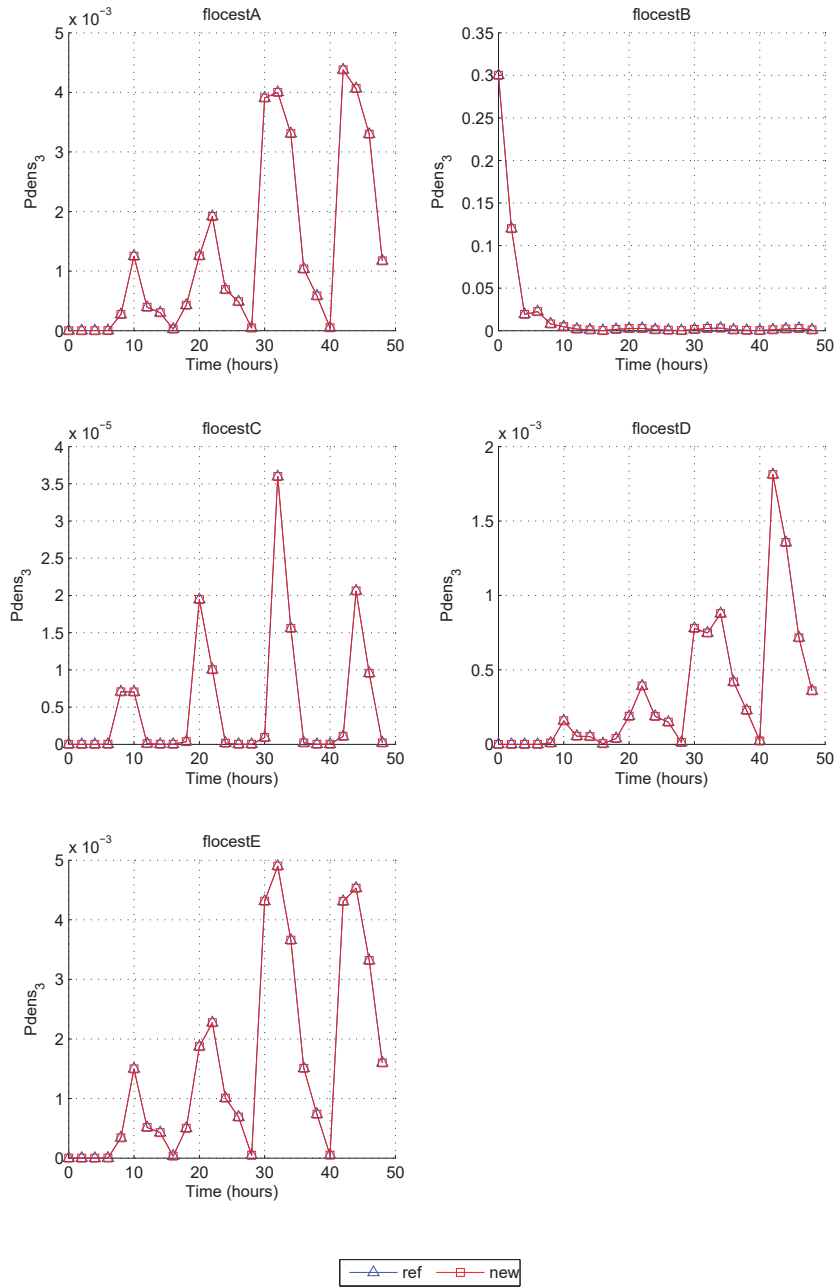 flocestA
x 10⁻³
5
4
3
2
1
0
Pdens₃
0 10 20 30 40 50
Time (hours)
flocestB
0.35
0.3
0.25
0.2
0.15
0.1
0.05
0
Pdens₃
0 10 20 30 40 50
Time (hours)
flocestC
x 10⁻⁵
4
3.5
3
2.5
2
1.5
1
0.5
0
Pdens₃
0 10 20 30 40 50
Time (hours)
flocestD
x 10⁻³
2
1.5
1
0.5
0
Pdens₃
0 10 20 30 40 50
Time (hours)
flocestE
x 10⁻³
5
4
3
2
1
0
Pdens₃
0 10 20 30 40 50
Time (hours)
ref new